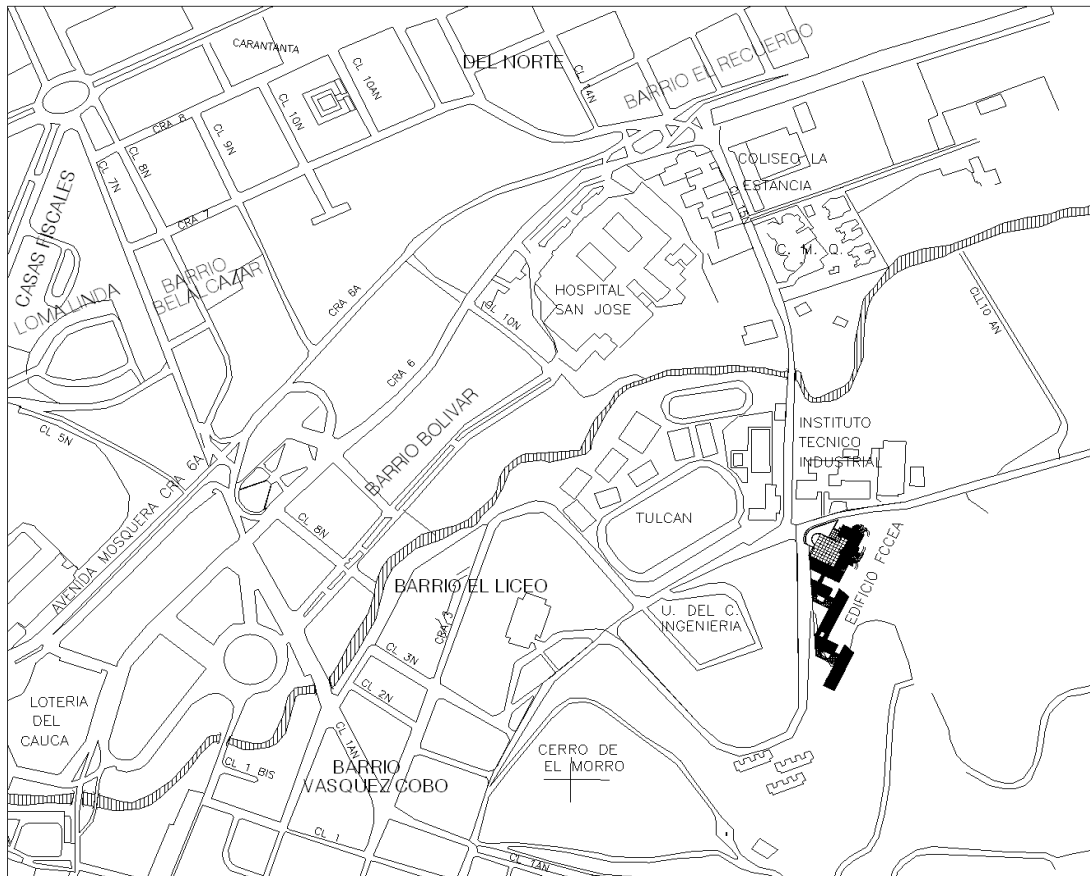 CARANTANTA
CL 10AN
DEL NORTE
CL 14N
BARRIO EL RECUERDO
CL 10N
CRA 8
CL 9N
CL 8N
CL 7N
COLISEO LA
ESTANCIA
CRA 7
CASAS FISCALES
LOMA LINDA
BARRIO
BELALCAZAR
C. M. O.
CRA 6A
HOSPITAL
SAN JOSE
CL 10N
CLL10 AN
CRA 6
BARRIO BOLIVAR
CL 5N
INSTITUTO
TECNICO
INDUSTRIAL
AVENIDA MOSQUERA CRA 6A
CL 8N
TULCAN
BARRIO EL LICEO
EDIFICIO FCCEA
CRA 3
U. DEL C.
INGENIERIA
CL 3N
CL 2N
LOTERIA
DEL
CAUCA
CL 1AN
CERRO DE
EL MORRO
CL 1 BIS
BARRIO
VASQUEZ COBO
CL 1
CL 1AN